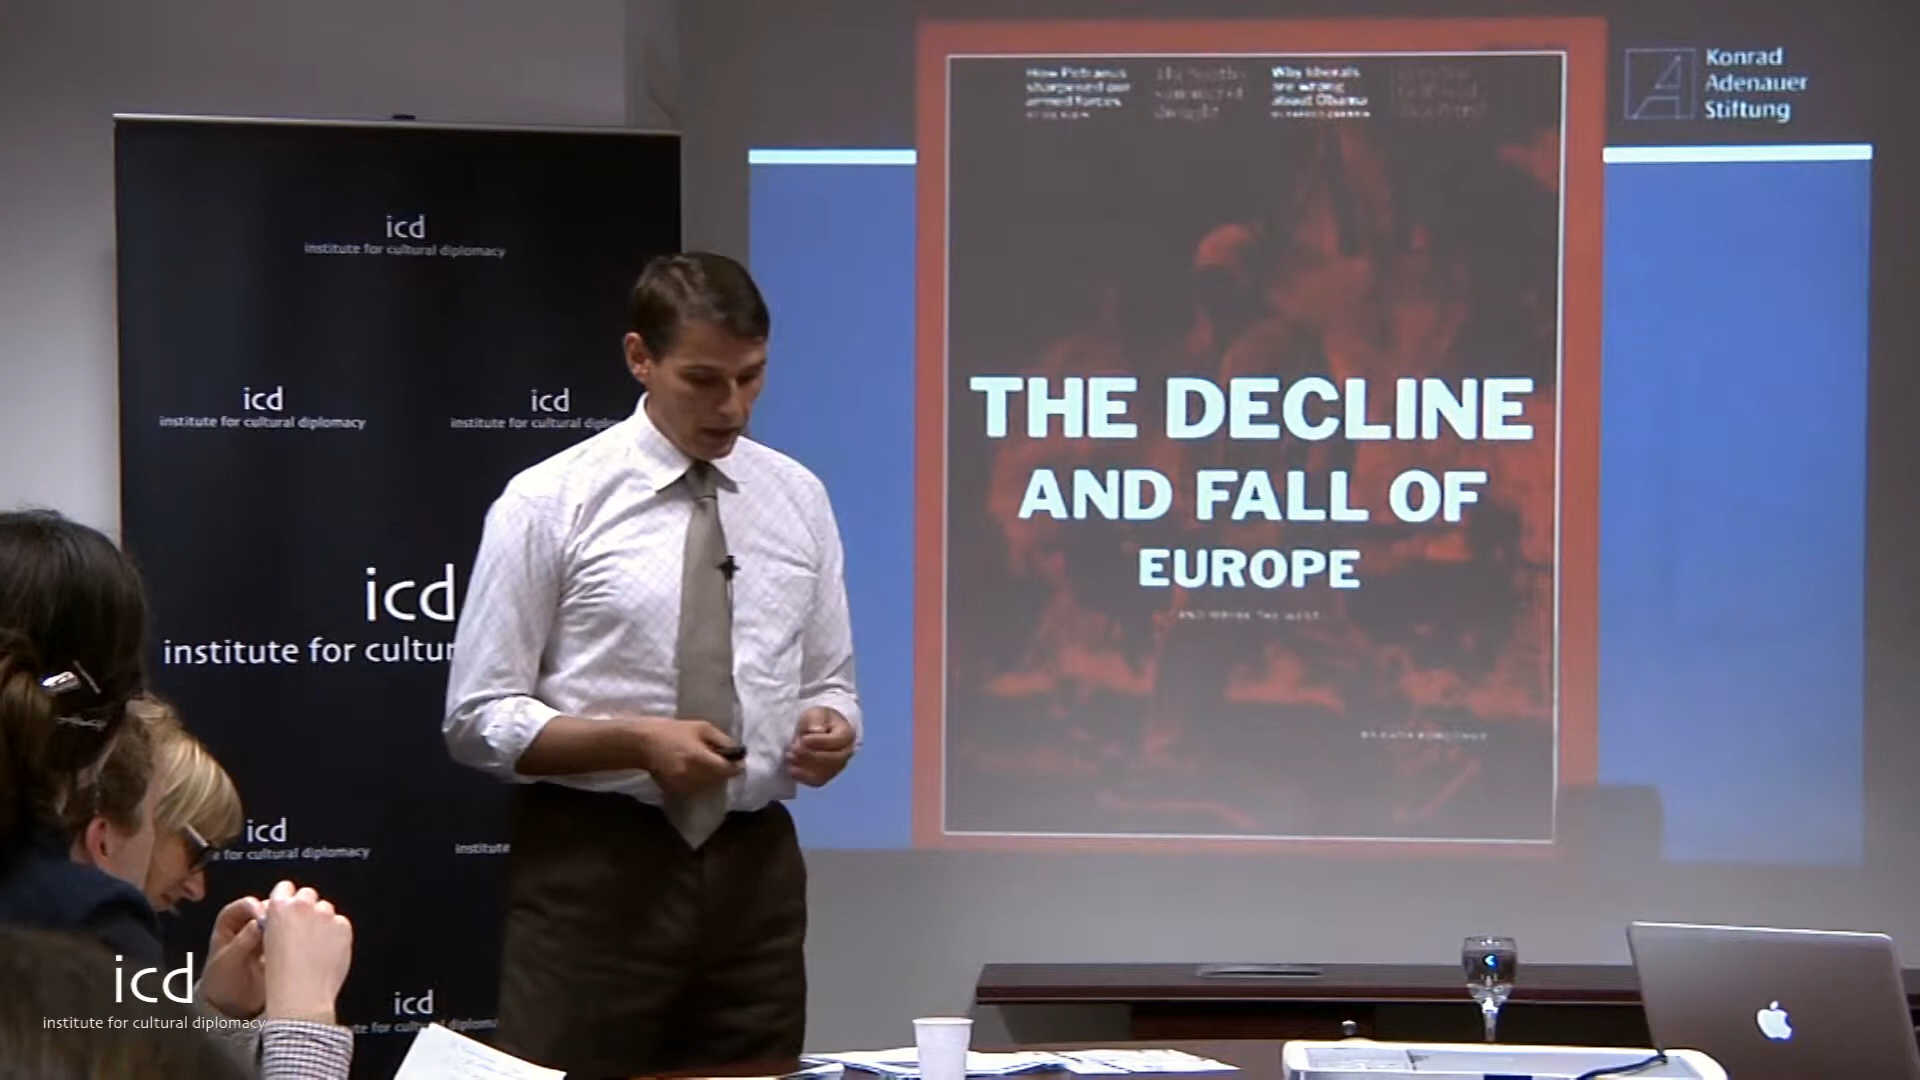 Konrad
Adenauer
Stiftung
How Petraeus
sharpened our
armed forces
Why liberals
are wrong
about Obama
THE DECLINE
AND FALL OF
EUROPE
icd
institute for cultural diplomacy
icd
institute for cultural diplomacy
icd
institute for cultural
icd
institute for
icd
for cultural diplomacy
institute
icd
icd
institute for cultural diplomacy